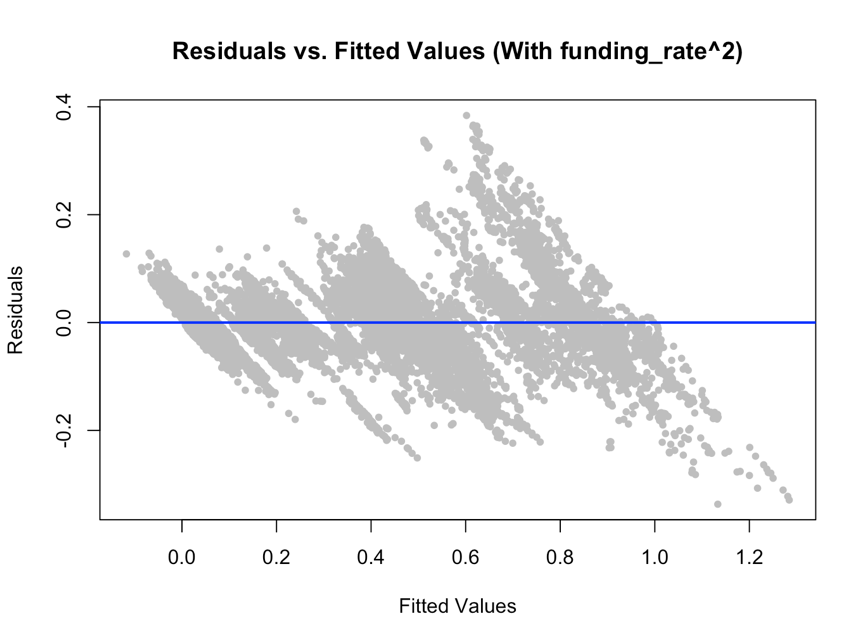 Residuals vs. Fitted Values (With funding_rate^2)
Residuals
0.4
0.2
0.0
-0.2
0.0 0.2 0.4 0.6 0.8 1.0 1.2
Fitted Values